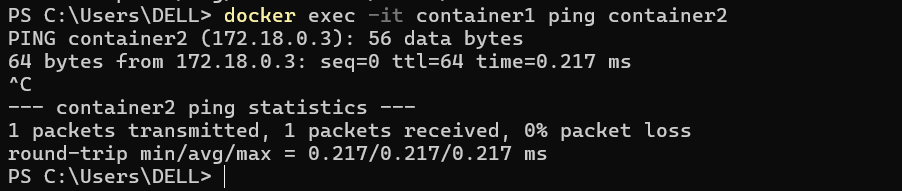 PS C:\Users\DELL> docker exec -it container1 ping container2
PING container2 (172.18.0.3): 56 data bytes
64 bytes from 172.18.0.3: seq=0 ttl=64 time=0.217 ms
^C
--- container2 ping statistics ---
1 packets transmitted, 1 packets received, 0% packet loss
round-trip min/avg/max = 0.217/0.217/0.217 ms
PS C:\Users\DELL>